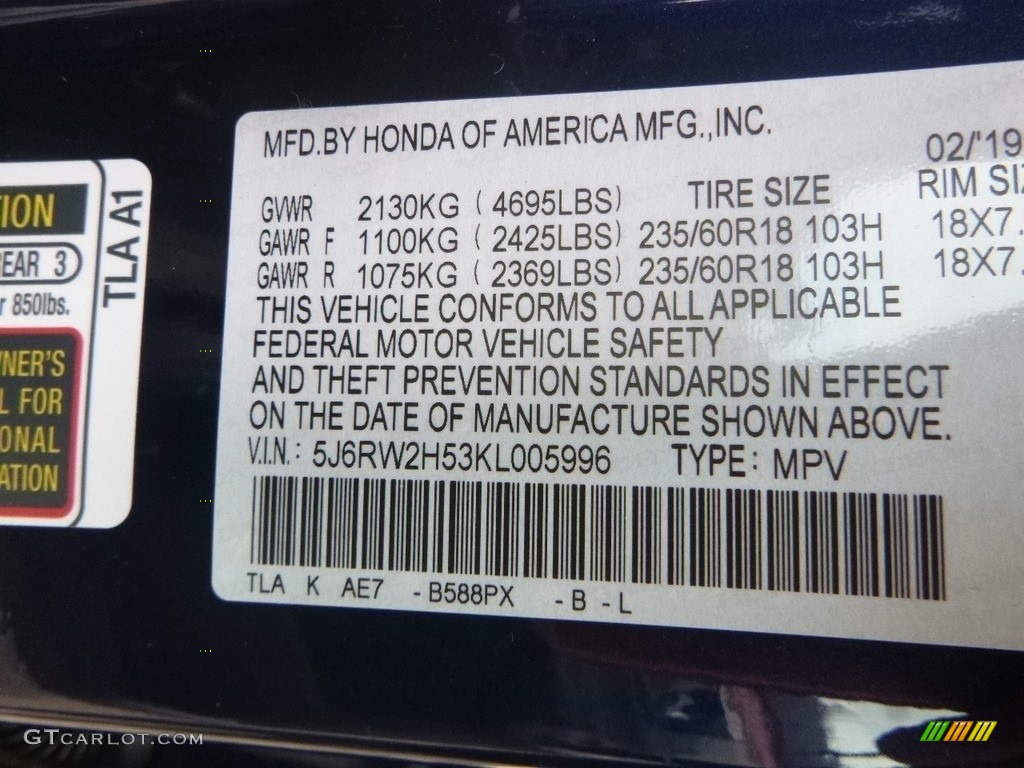 TION
REAR 3
r 850lbs.
NER'S
L FOR
ONAL
ATION
TLA A1
MFD.BY HONDA OF AMERICA MFG.,INC.
02/'19
GVWR 2130KG ( 4695LBS) TIRE SIZE RIM SIZ
GAWR F 1100KG ( 2425LBS) 235/60R18 103H 18X7.
GAWR R 1075KG ( 2369LBS) 235/60R18 103H 18X7.
THIS VEHICLE CONFORMS TO ALL APPLICABLE
FEDERAL MOTOR VEHICLE SAFETY
AND THEFT PREVENTION STANDARDS IN EFFECT
ON THE DATE OF MANUFACTURE SHOWN ABOVE.
V.I.N.: 5J6RW2H53KL005996 TYPE: MPV
TLA K AE7 -B588PX -B -L
GTCARLOT.COM